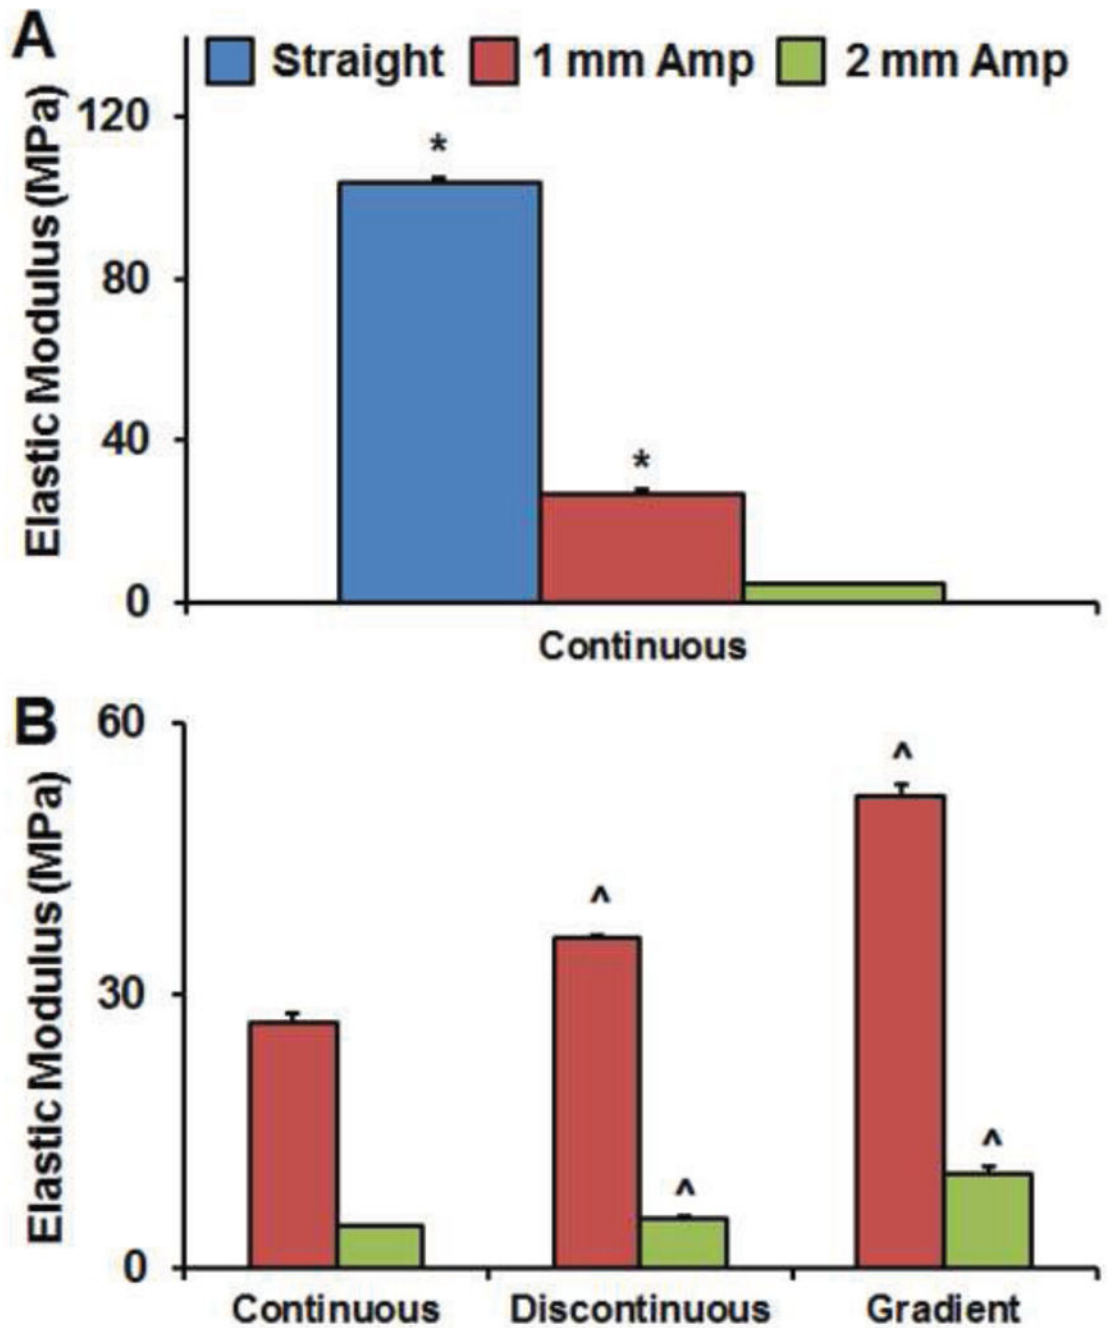 A
Straight 1 mm Amp 2 mm Amp
Elastic Modulus (MPa)
120
80
40
0
*
*
Continuous
B
Elastic Modulus (MPa)
60
30
0
^
^
^
^
Continuous Discontinuous Gradient